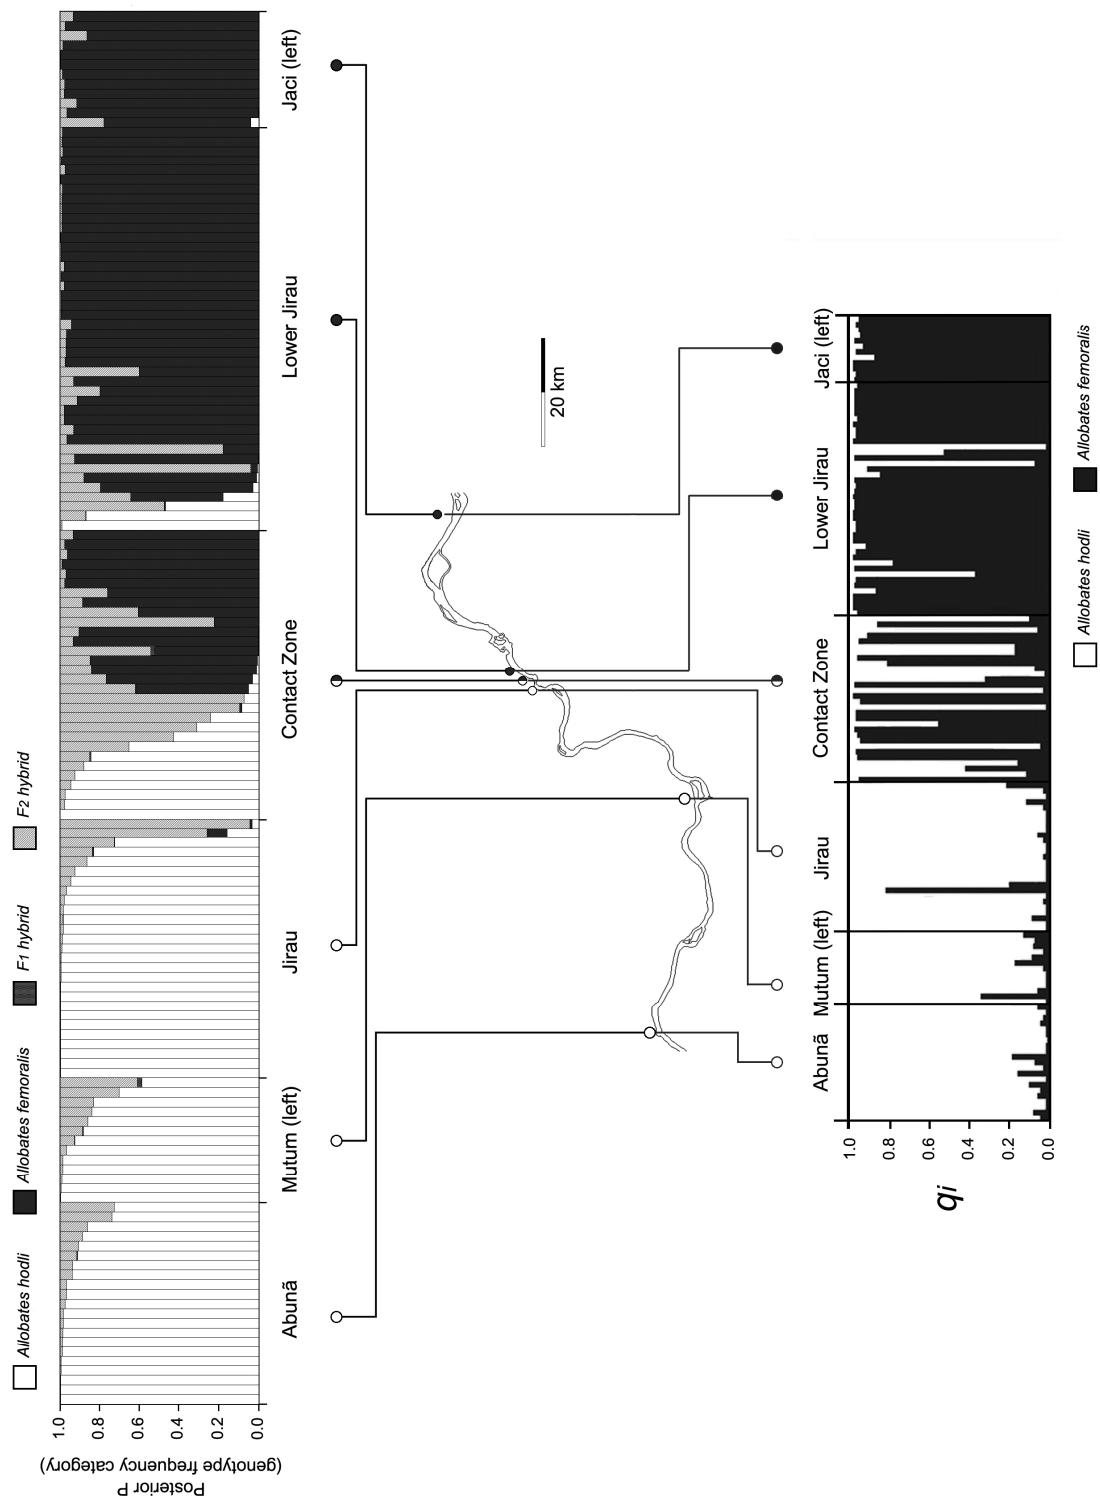 Allobates hodli
Allobates femoralis
F1 hybrid
F2 hybrid
Posterior P
(genotype frequency category)
1.0
0.8
0.6
0.4
0.2
0.0
Abunã
Mutum (left)
Jirau
Contact Zone
Lower Jirau
Jaci (left)
20 km
qi
1.0
0.8
0.6
0.4
0.2
0.0
Abunã
Mutum (left)
Jirau
Contact Zone
Lower Jirau
Jaci (left)
Allobates hodli
Allobates femoralis